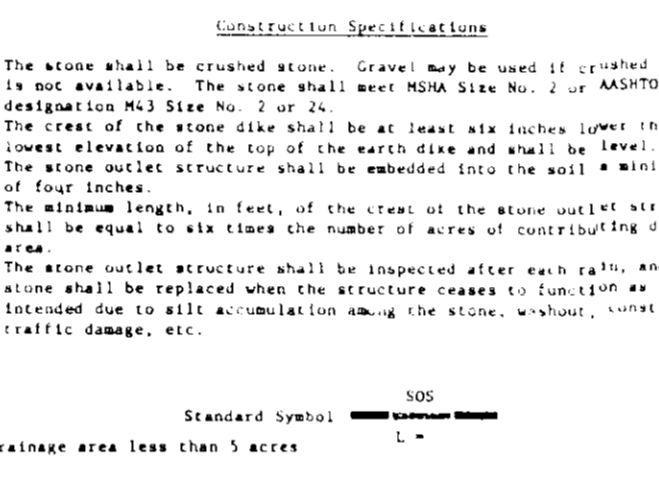 Construction Specifications
The stone shall be crushed stone. Gravel may be used if crushed
is not available. The stone shall meet MSHA Size No. 2 or AASHTO
designation M43 Size No. 2 or 24.
The crest of the stone dike shall be at least six inches lower th
lowest elevation of the top of the earth dike and shall be level.
The stone outlet structure shall be embedded into the soil a mini
of four inches.
The minimum length, in feet, of the crest of the stone outlet str
shall be equal to six times the number of acres of contributing d
area.
The stone outlet structure shall be inspected after each rain, an
stone shall be replaced when the structure ceases to function as
intended due to silt accumulation among the stone, washout, const
traffic damage, etc.
SOS
Standard Symbol
L =
rainage area less than 5 acres